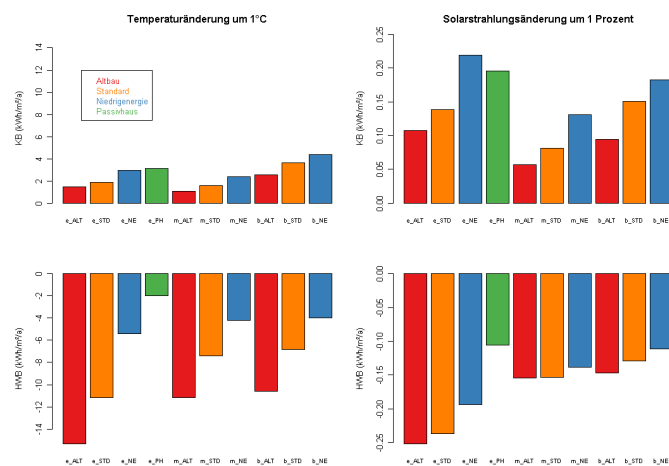 Temperaturänderung um 1°C
KB (kWh/m²/a)
14
12
10
8
6
4
2
0
Altbau
Standard
Niedrigenergie
Passivhaus
e_ALT e_STD e_NE e_PH m_ALT m_STD m_NE b_ALT b_STD b_NE
Solarstrahlungsänderung um 1 Prozent
KB (kWh/m²/a)
0.25
0.20
0.15
0.10
0.05
0.00
e_ALT e_STD e_NE e_PH m_ALT m_STD m_NE b_ALT b_STD b_NE
HWB (kWh/m²/a)
0
-2
-4
-6
-8
-10
-12
-14
e_ALT e_STD e_NE e_PH m_ALT m_STD m_NE b_ALT b_STD b_NE
HWB (kWh/m²/a)
0.00
-0.05
-0.10
-0.15
-0.20
-0.25
e_ALT e_STD e_NE e_PH m_ALT m_STD m_NE b_ALT b_STD b_NE